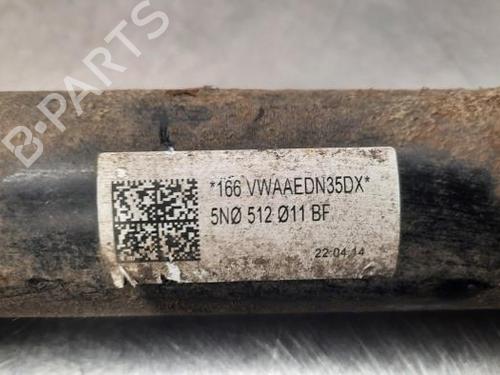 B-PARTS
*166 VWAAEDN35DX*
5NØ 512 Ø11 BF
22.04.14